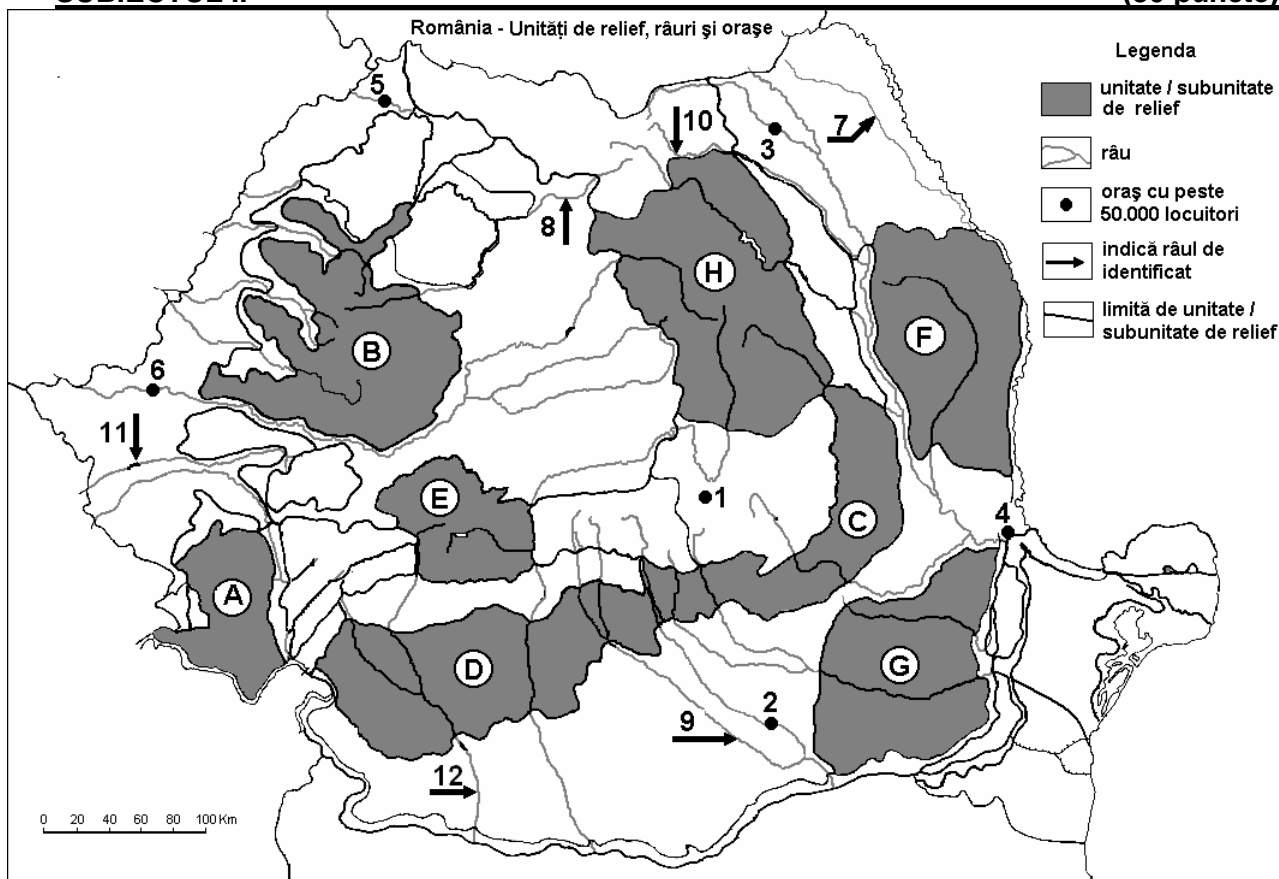 România - Unităţi de relief, râuri şi oraşe
Legenda
unitate / subunitate
de relief
râu
oraş cu peste
50.000 locuitori
indică râul de
identificat
limită de unitate /
subunitate de relief
5
10
3
7
8
H
B
F
6
11
E
1
C
4
A
D
G
9
2
12
0 20 40 60 80 100 Km